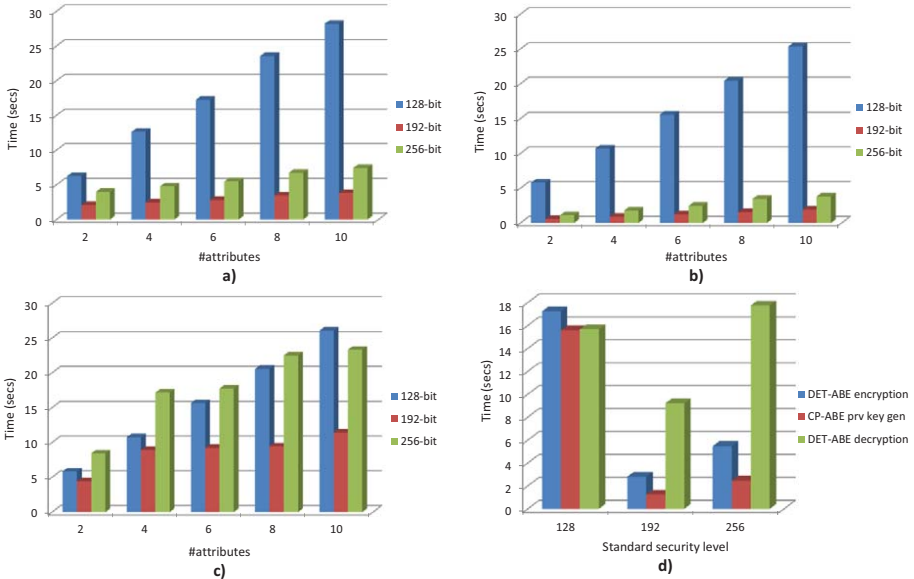 30
25
20
15
10
5
0
Time (secs)
2 4 6 8 10
#attributes
128-bit
192-bit
256-bit
a)
30
25
20
15
10
5
0
Time (secs)
2 4 6 8 10
#attributes
128-bit
192-bit
256-bit
b)
30
25
20
15
10
5
0
Time (secs)
2 4 6 8 10
#attributes
128-bit
192-bit
256-bit
c)
18
16
14
12
10
8
6
4
2
0
Time (secs)
128 192 256
Standard security level
DET-ABE encryption
CP-ABE prv key gen
DET-ABE decryption
d)